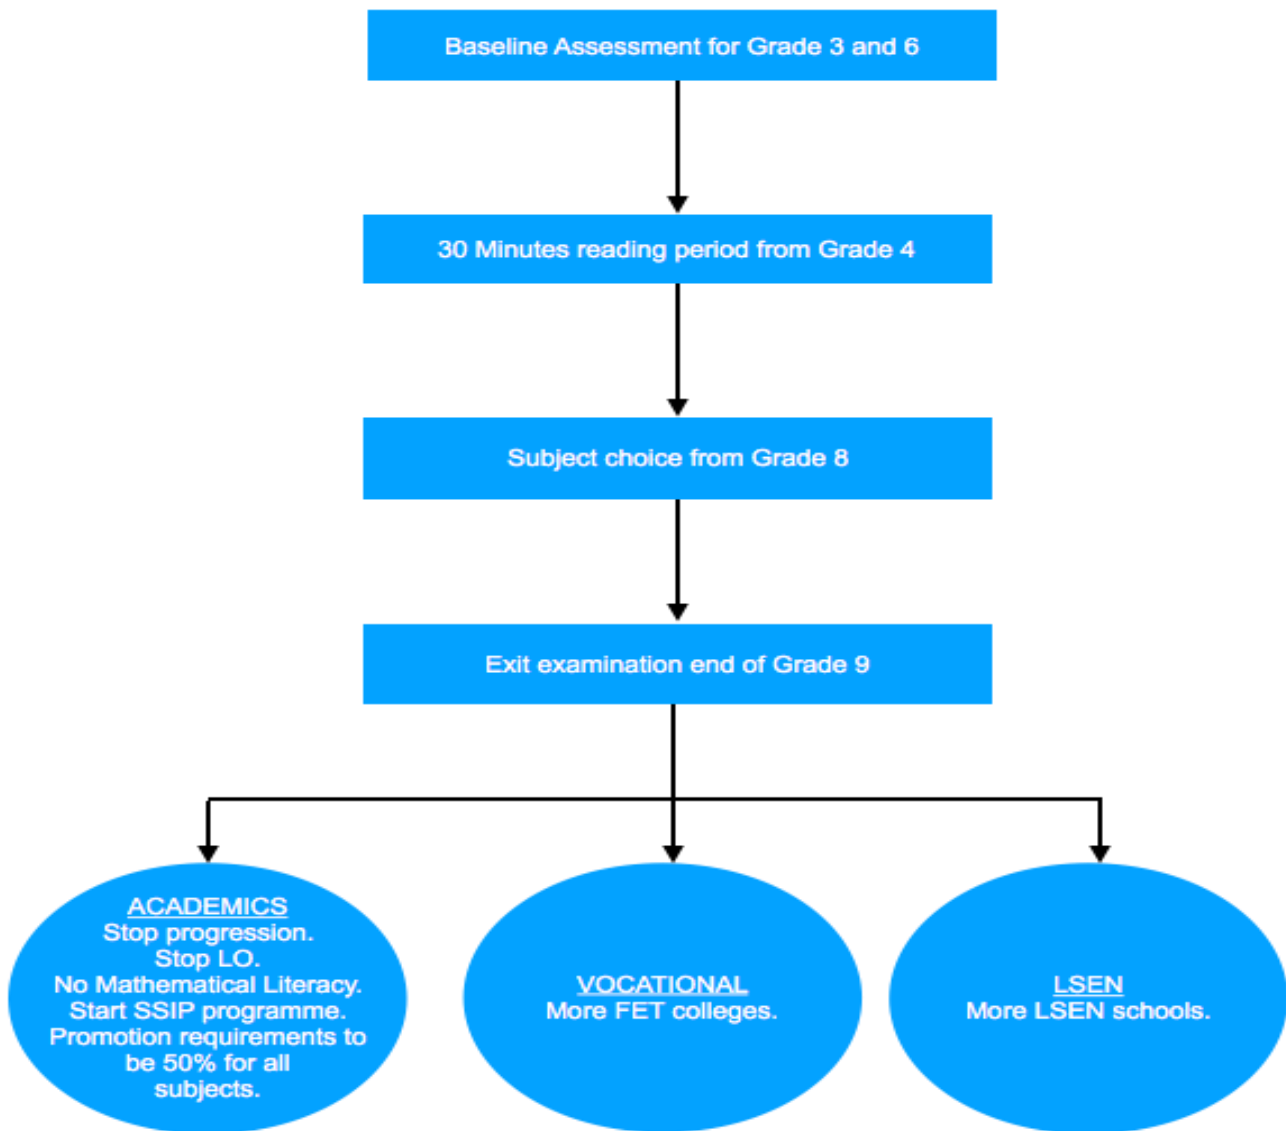 Baseline Assessment for Grade 3 and 6
30 Minutes reading period from Grade 4
Subject choice from Grade 8
Exit examination end of Grade 9
ACADEMICS
Stop progression.
Stop LO.
No Mathematical Literacy.
Start SSIP programme.
Promotion requirements to
be 50% for all
subjects.
VOCATIONAL
More FET colleges.
LSEN
More LSEN schools.